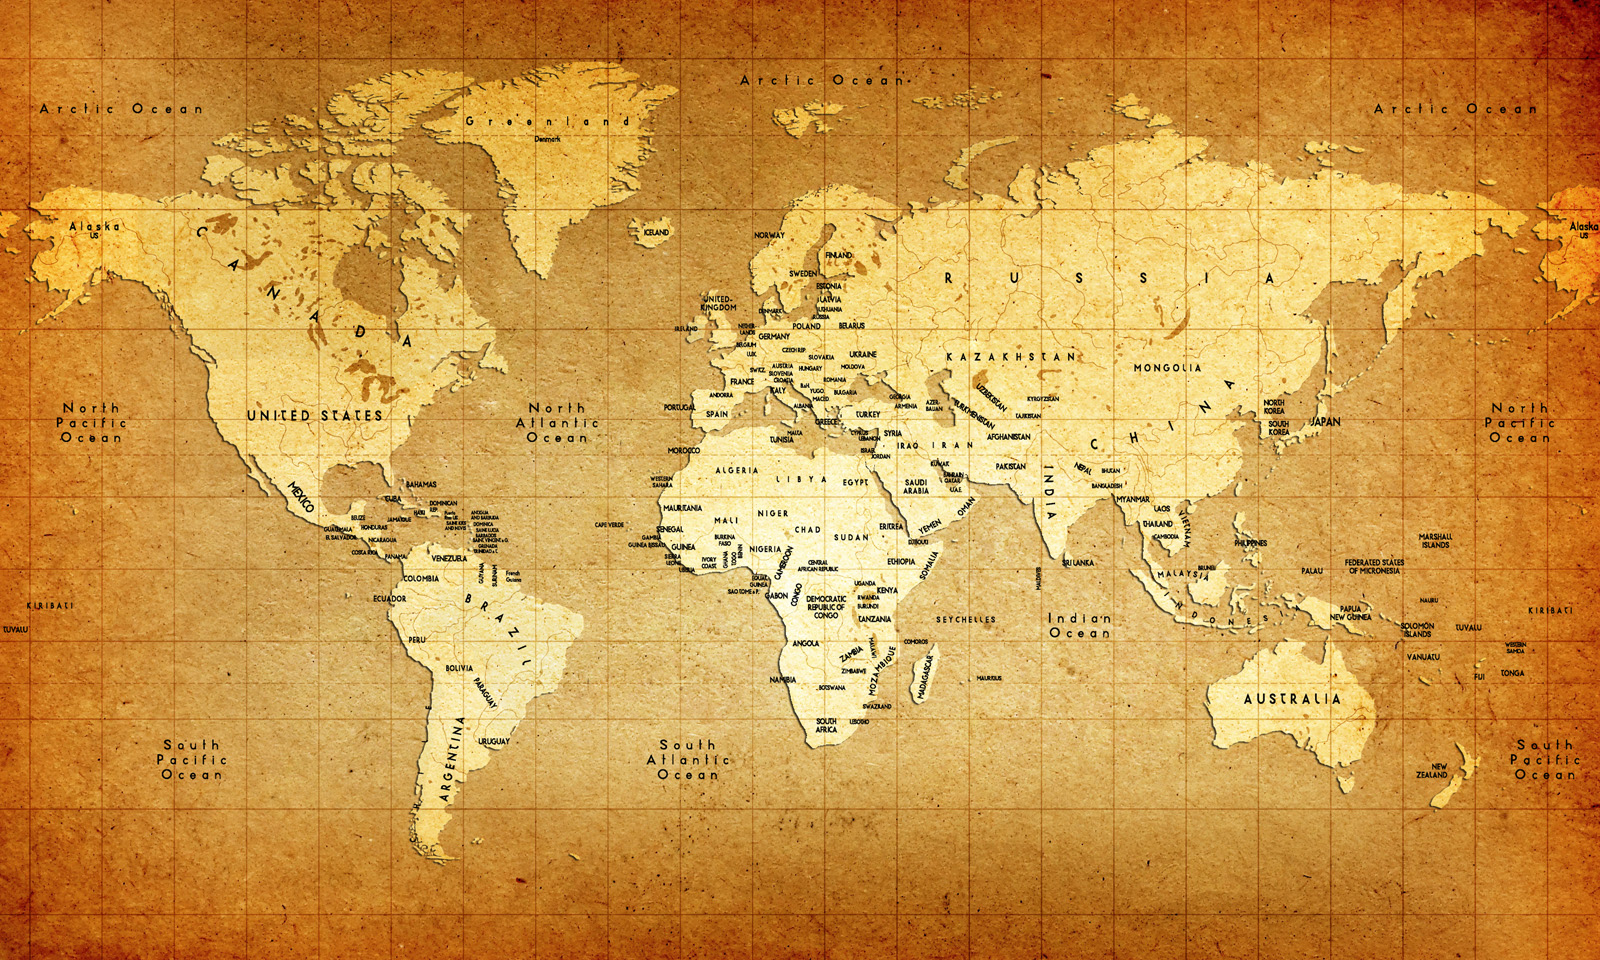 Arctic Ocean
Arctic Ocean
Arctic Ocean
Greenland
Denmark
Alaska
US
Alaska
US
CANADA
ICELAND
NORWAY
SWEDEN
FINLAND
RUSSIA
ESTONIA
LATVIA
LITHUANIA
RUSSIA
UNITED
KINGDOM
IRELAND
DENMARK
NETHER-
LANDS
BELGIUM
LUX.
GERMANY
POLAND
BELARUS
CZECH REP.
SLOVAKIA
UKRAINE
KAZAKHSTAN
MONGOLIA
SWITZ.
AUSTRIA
SLOVENIA
CROATIA
HUNGARY
MOLDOVA
FRANCE
ROMANIA
B&H
YUGO.
MACED.
BULGARIA
ITALY
ALBANIA
ANDORRA
PORTUGAL
SPAIN
GREECE
TURKEY
GEORGIA
ARMENIA
AZER-
BAIJAN
UZBEKISTAN
TURKMENISTAN
KYRGYZSTAN
TAJIKISTAN
CHINA
NORTH
KOREA
SOUTH
KOREA
JAPAN
North
Pacific
Ocean
UNITED STATES
North
Atlantic
Ocean
North
Pacific
Ocean
MALTA
TUNISIA
CYPRUS
LEBANON
SYRIA
ISRAEL
JORDAN
IRAQ
IRAN
AFGHANISTAN
MOROCCO
ALGERIA
LIBYA
EGYPT
KUWAIT
BAHRAIN
QATAR
U.A.E.
SAUDI
ARABIA
PAKISTAN
INDIA
NEPAL
BHUTAN
BANGLADESH
MYANMAR
LAOS
THAILAND
VIETNAM
CAMBODIA
PHILIPPINES
MEXICO
BAHAMAS
CUBA
HAITI
DOMINICAN
REP.
JAMAICA
BELIZE
GUATEMALA
HONDURAS
EL SALVADOR
NICARAGUA
COSTA RICA
PANAMA
Puerto
Rico US
SAINT KITS
AND NEVIS
ANTIGUA
AND BARBUDA
DOMINICA
SAINT LUCIA
BARBADOS
SAINT VINCENT & G.
GRENADA
TRINIDAD & T.
WESTERN
SAHARA
MAURITANIA
MALI
NIGER
CHAD
SUDAN
ERITREA
YEMEN
OMAN
CAPE VERDE
SENEGAL
GAMBIA
GUINEA BISSAU
GUINEA
SIERRA
LEONE
LIBERIA
IVORY
COAST
BURKINA
FASO
GHANA
TOGO
BENIN
NIGERIA
CAMEROON
CENTRAL
AFRICAN REPUBLIC
DJIBOUTI
ETHIOPIA
SOMALIA
MALDIVES
SRI LANKA
MALAYSIA
BRUNEI
PALAU
MARSHALL
ISLANDS
FEDERATED STATES
OF MICRONESIA
VENEZUELA
GUYANA
SURINAM
French
Guiana
COLOMBIA
ECUADOR
BRAZIL
EQUAT.
GUINEA
SAO TOME & P.
GABON
CONGO
DEMOCRATIC
REPUBLIC OF
CONGO
UGANDA
KENYA
RWANDA
BURUNDI
TANZANIA
SEYCHELLES
Indian
Ocean
INDONES
PAPUA
NEW GUINEA
NAURU
KIRIBATI
KIRIBATI
TUVALU
TUVALU
SOLOMON
ISLANDS
PERU
BOLIVIA
PARAGUAY
URUGUAY
ARGENTINA
ANGOLA
ZAMBIA
MALAWI
ZIMBABWE
MOZAMBIQUE
COMOROS
MADAGASCAR
MAURITIUS
NAMIBIA
BOTSWANA
SWAZILAND
SOUTH
AFRICA
LESOTHO
AUSTRALIA
VANUATU
FIJI
WESTERN
SAMOA
TONGA
South
Pacific
Ocean
South
Atlantic
Ocean
NEW
ZEALAND
South
Pacific
Ocean